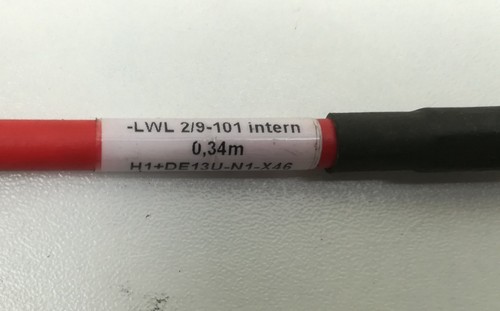 -LWL 2/9-101 intern
0,34m
H1+DE13U-N1-X46